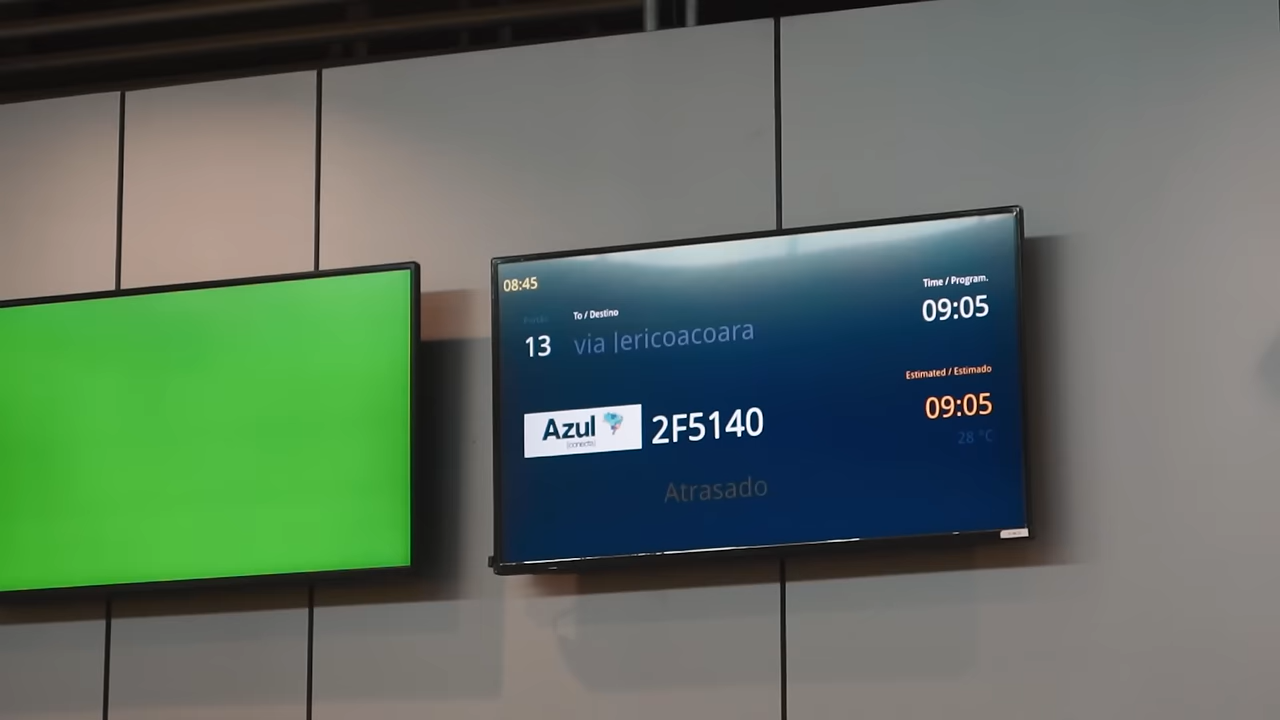 08:45
Time / Program.
To / Destino
09:05
13 via Jericoacoara
Estimated / Estimado
09:05
Azul 2F5140
(conecta)
28 °C
Atrasado